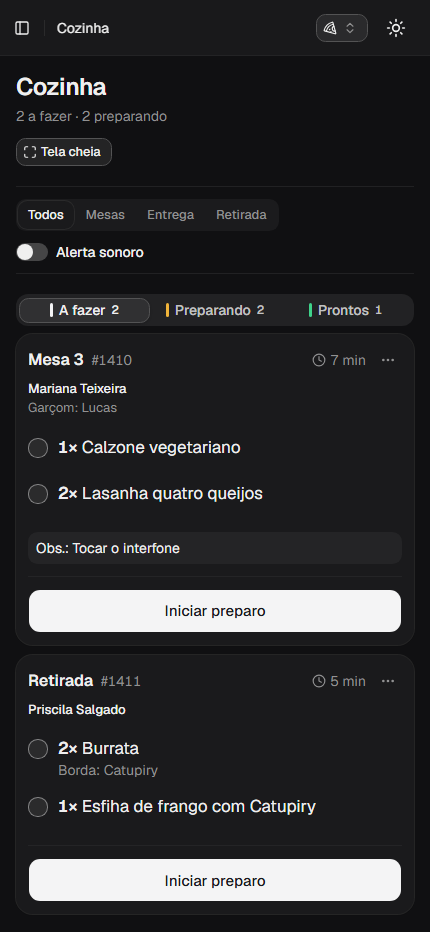 Cozinha
Cozinha
2 a fazer · 2 preparando
Tela cheia
Todos Mesas Entrega Retirada
Alerta sonoro
A fazer 2 Preparando 2 Prontos 1
Mesa 3 #1410 7 min
Mariana Teixeira
Garçom: Lucas
1× Calzone vegetariano
2× Lasanha quatro queijos
Obs.: Tocar o interfone
Iniciar preparo
Retirada #1411 5 min
Priscila Salgado
2× Burrata
Borda: Catupiry
1× Esfiha de frango com Catupiry
Iniciar preparo